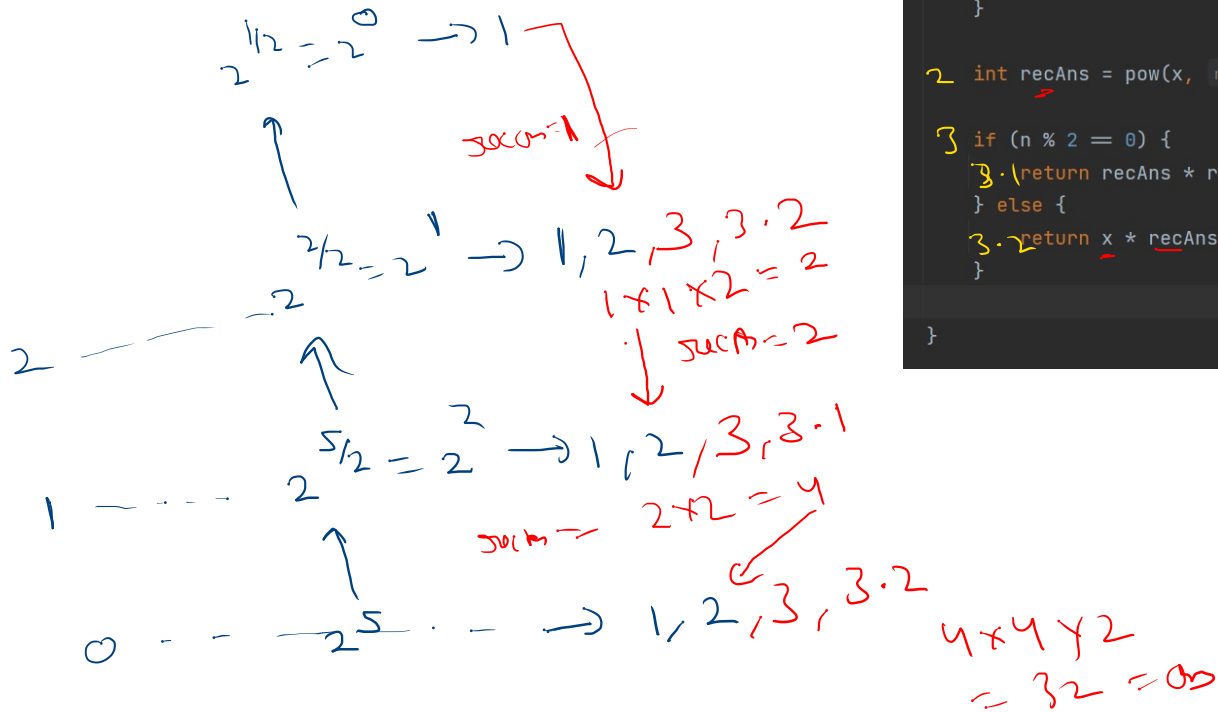 2^1/2 = 2^0 → 1
recAns = 1
2^2/2 = 2^1 → 1, 2, 3, 3.2
1 x 1 x 2 = 2
2
recAns = 2
2^5/2 = 2^2 → 1, 2, 3, 3.1
1
2 x 2 = 4
recAns =
0 2^5 → 1, 2, 3, 3.2
4 x 4 x 2
= 32 = ans
}
2 int recAns = pow(x,
3 if (n % 2 == 0) {
3.1 return recAns * r
} else {
3.2 return x * recAns
}
}